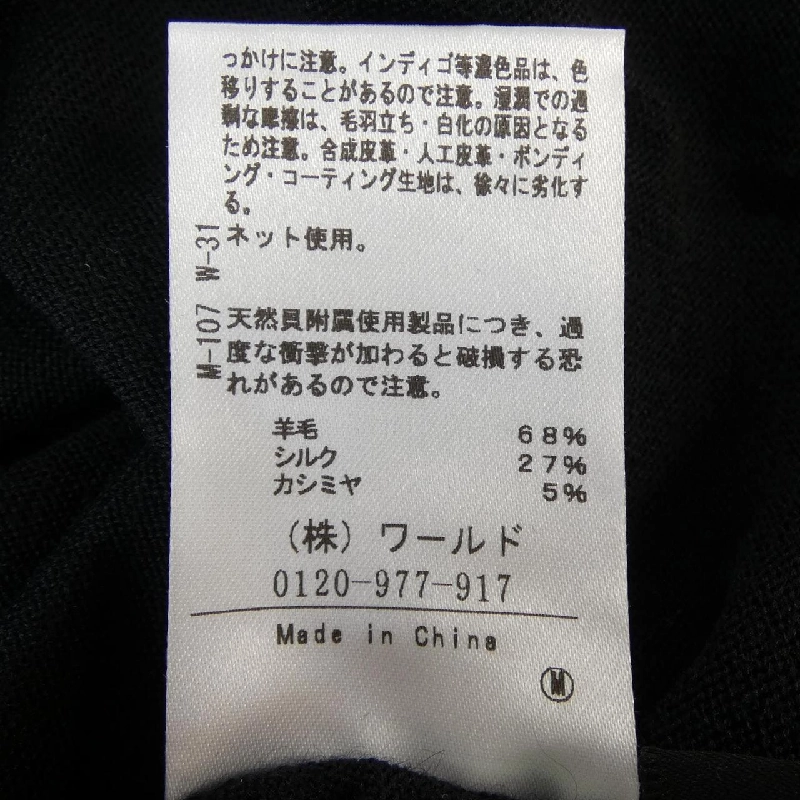 っかけに注意。インディゴ等濃色品は、色
移りすることがあるので注意。湿潤での過
剰な摩擦は、毛羽立ち・白化の原因となる
ため注意。合成皮革・人工皮革・ボンディ
ング・コーティング生地は、徐々に劣化す
る。
W-31
ネット使用。
M-107
天然貝附属使用製品につき、過
度な衝撃が加わると破損する恐
れがあるので注意。
羊毛 68%
シルク 27%
カシミヤ 5%
(株)ワールド
0120-977-917
Made in China
M